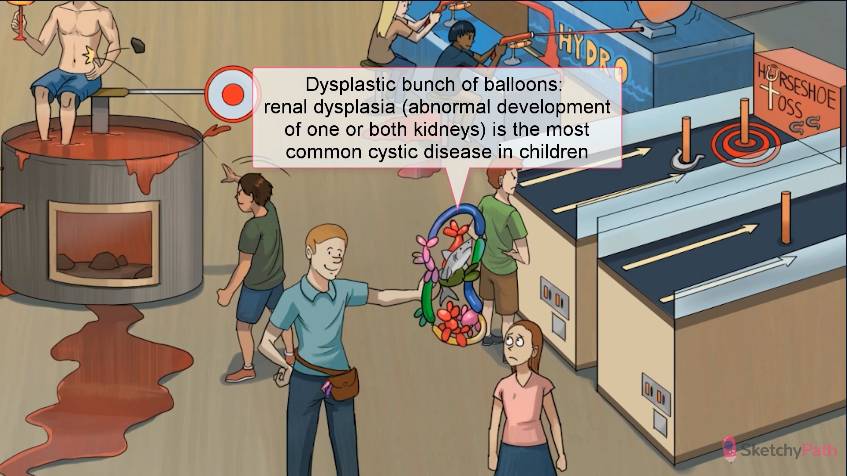 HYDRO
HORSESHOE
TOSS
Dysplastic bunch of balloons:
renal dysplasia (abnormal development
of one or both kidneys) is the most
common cystic disease in children
SketchyPath